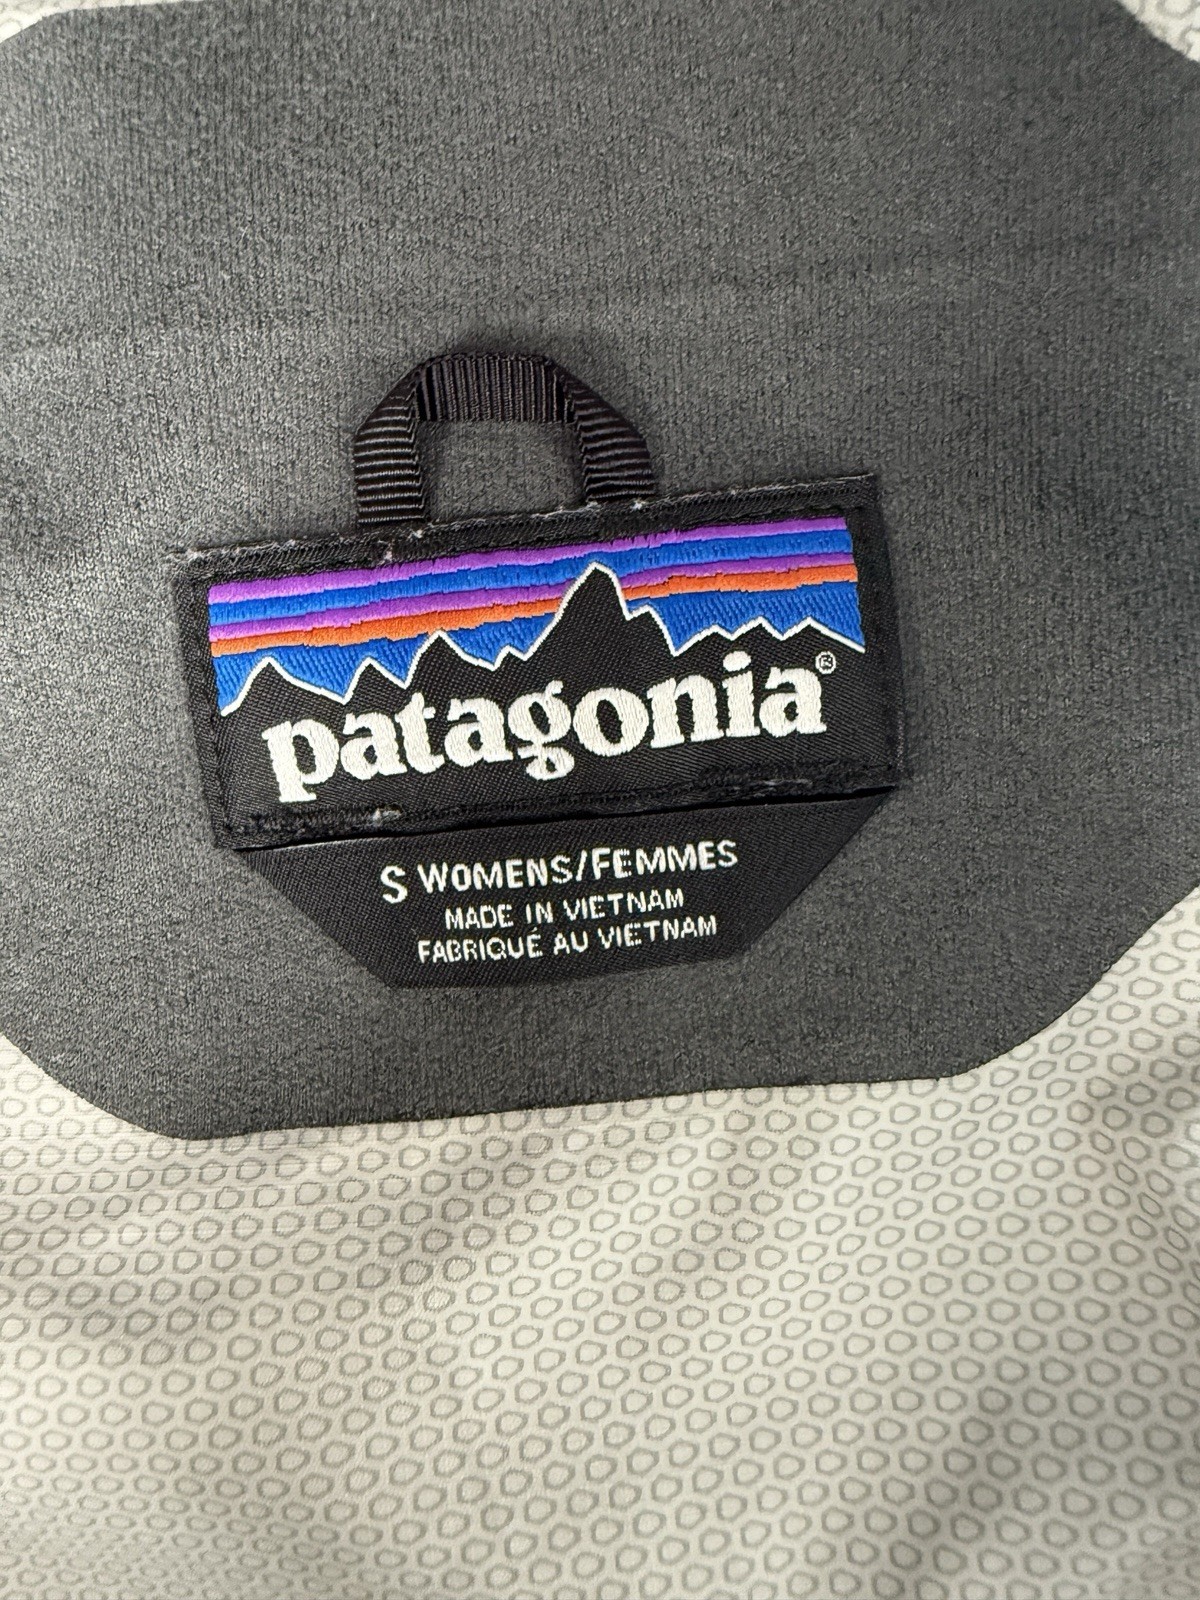 patagonia®
S WOMENS/FEMMES
MADE IN VIETNAM
FABRIQUÉ AU VIETNAM